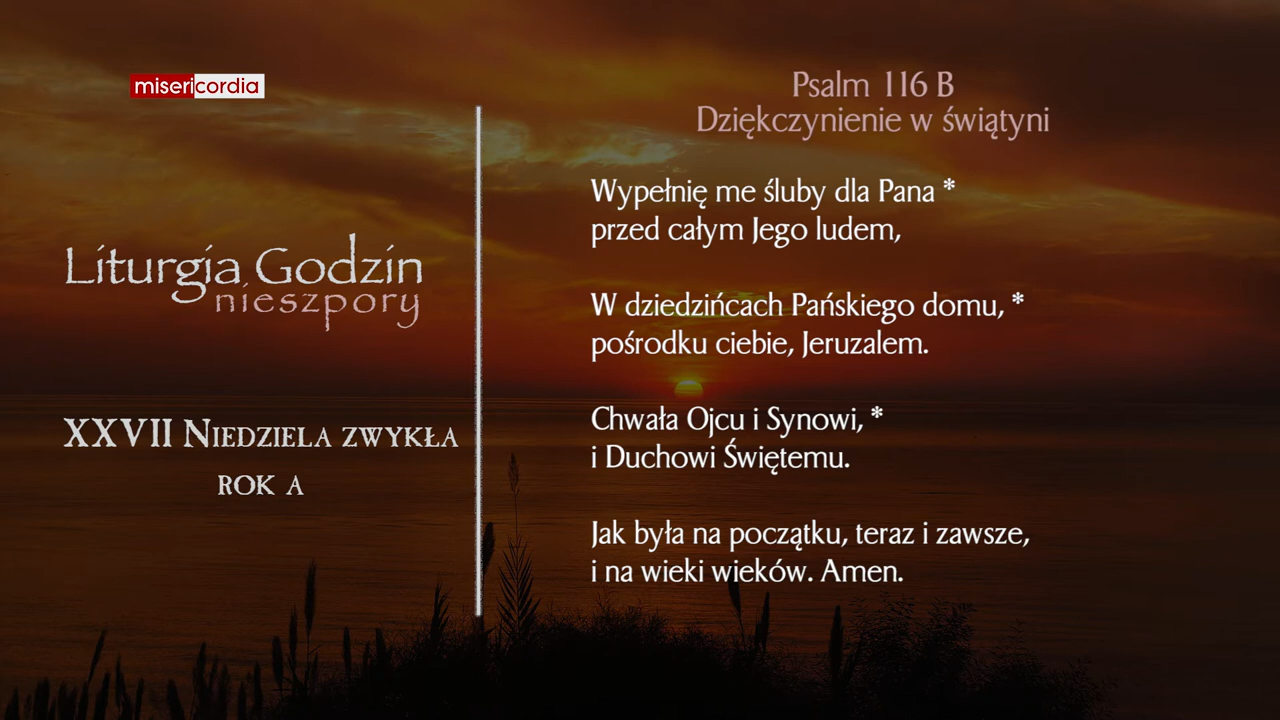 misericordia
Liturgia Godzin
nieszpory
XXVII Niedziela zwykła
rok a
Psalm 116 B
Dziękczynienie w świątyni
Wypełnię me śluby dla Pana *
przed całym Jego ludem,
W dziedzińcach Pańskiego domu, *
pośrodku ciebie, Jeruzalem.
Chwała Ojcu i Synowi, *
i Duchowi Świętemu.
Jak była na początku, teraz i zawsze,
i na wieki wieków. Amen.